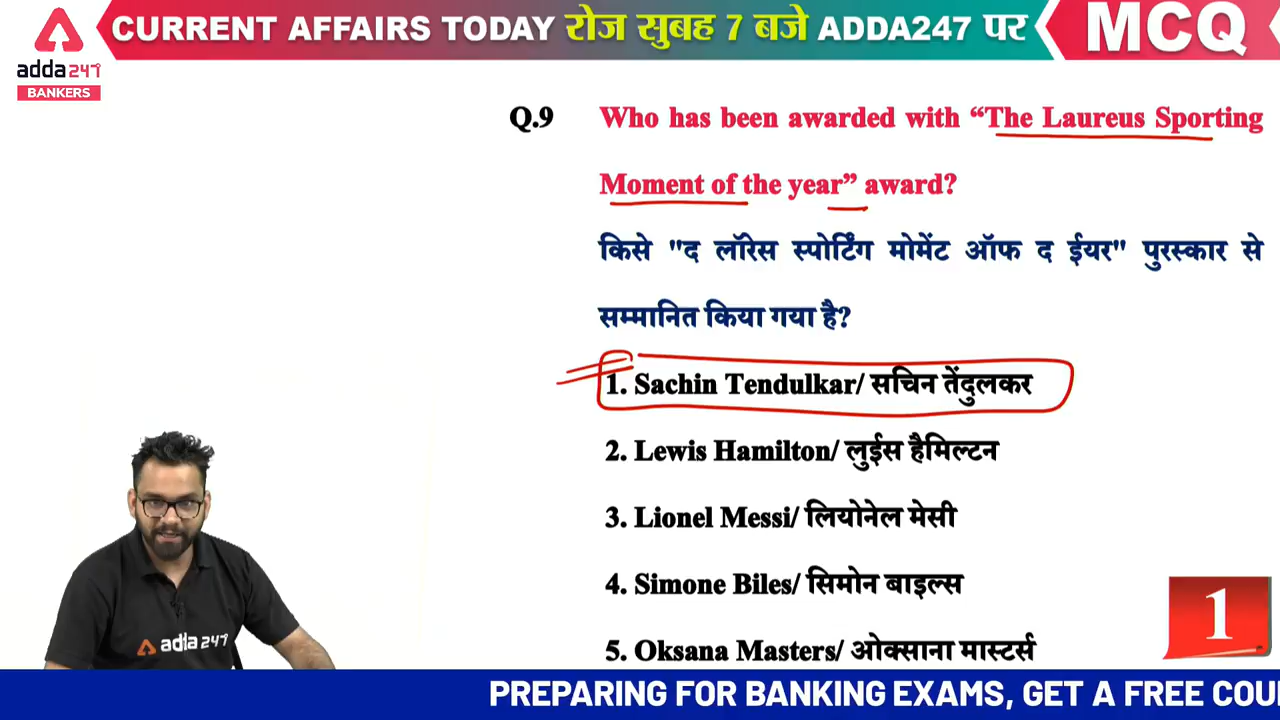 CURRENT AFFAIRS TODAY रोज सुबह 7 बजे ADDA247 पर
MCQ
adda247
BANKERS
Q.9 Who has been awarded with “The Laureus Sporting
Moment of the year” award?
किसे "द लॉरेस स्पोर्टिंग मोमेंट ऑफ द ईयर" पुरस्कार से
सम्मानित किया गया है?
1. Sachin Tendulkar/ सचिन तेंदुलकर
2. Lewis Hamilton/ लुईस हैमिल्टन
3. Lionel Messi/ लियोनेल मेसी
4. Simone Biles/ सिमोन बाइल्स
5. Oksana Masters/ ओक्साना मास्टर्स
1
adda247
PREPARING FOR BANKING EXAMS, GET A FREE COU